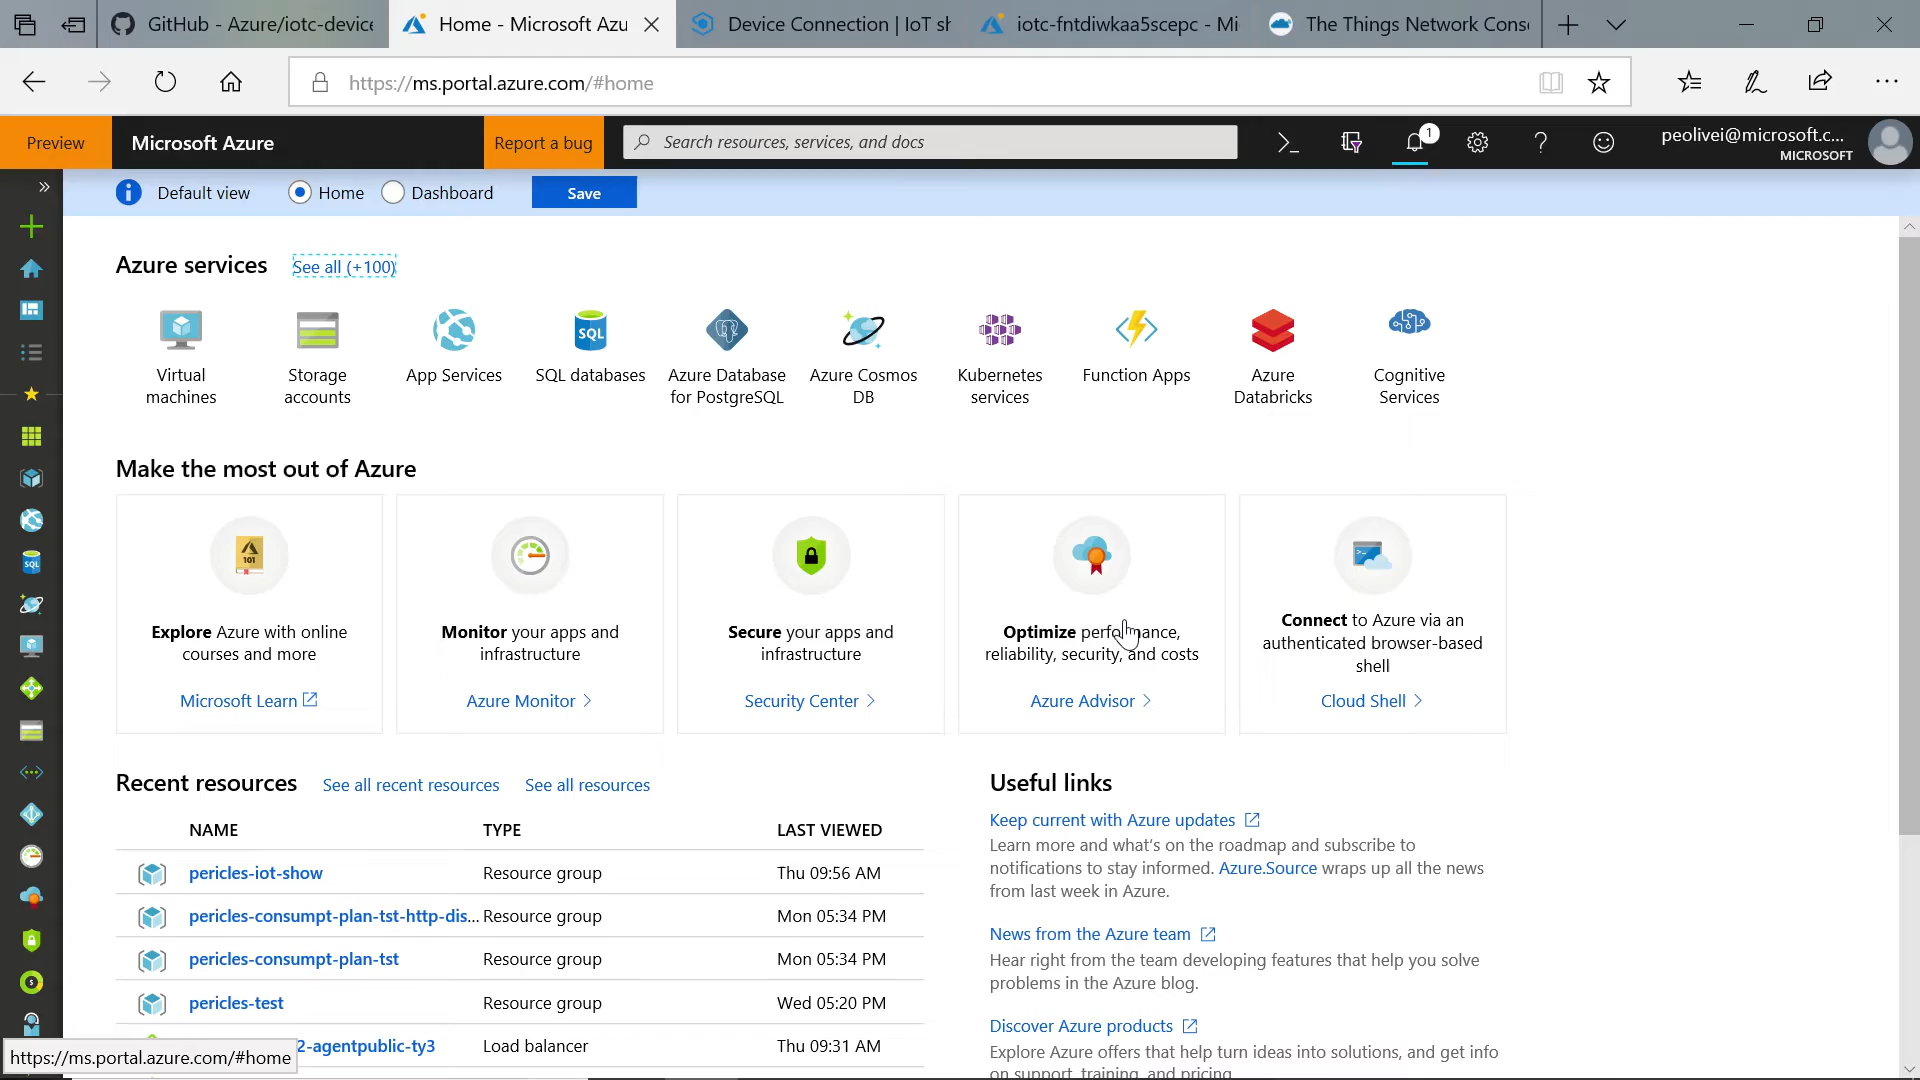 GitHub - Azure/iotc-device
Home - Microsoft Azu
Device Connection | IoT sh
iotc-fntdiwkaa5scepc - Mi
The Things Network Conso
https://ms.portal.azure.com/#home
Preview
Microsoft Azure
Report a bug
Search resources, services, and docs
1
peolivei@microsoft.c...
MICROSOFT
Default view
Home
Dashboard
Save
Azure services
See all (+100)
SQL
Virtual machines
Storage accounts
App Services
SQL databases
Azure Database for PostgreSQL
Azure Cosmos DB
Kubernetes services
Function Apps
Azure Databricks
Cognitive Services
Make the most out of Azure
101
Explore Azure with online
courses and more
Microsoft Learn
Monitor your apps and
infrastructure
Azure Monitor
Secure your apps and
infrastructure
Security Center
Optimize performance,
reliability, security, and costs
Azure Advisor
Connect to Azure via an
authenticated browser-based
shell
Cloud Shell
SQL
Recent resources
See all recent resources
See all resources
NAME TYPE LAST VIEWED
pericles-iot-show Resource group Thu 09:56 AM
pericles-consumpt-plan-tst-http-dis... Resource group Mon 05:34 PM
pericles-consumpt-plan-tst Resource group Mon 05:34 PM
pericles-test Resource group Wed 05:20 PM
2-agentpublic-ty3 Load balancer Thu 09:31 AM
Useful links
Keep current with Azure updates
Learn more and what's on the roadmap and subscribe to
notifications to stay informed. Azure.Source wraps up all the news
from last week in Azure.
News from the Azure team
Hear right from the team developing features that help you solve
problems in the Azure blog.
Discover Azure products
Explore Azure offers that help turn ideas into solutions, and get info
on support, training, and pricing
https://ms.portal.azure.com/#home